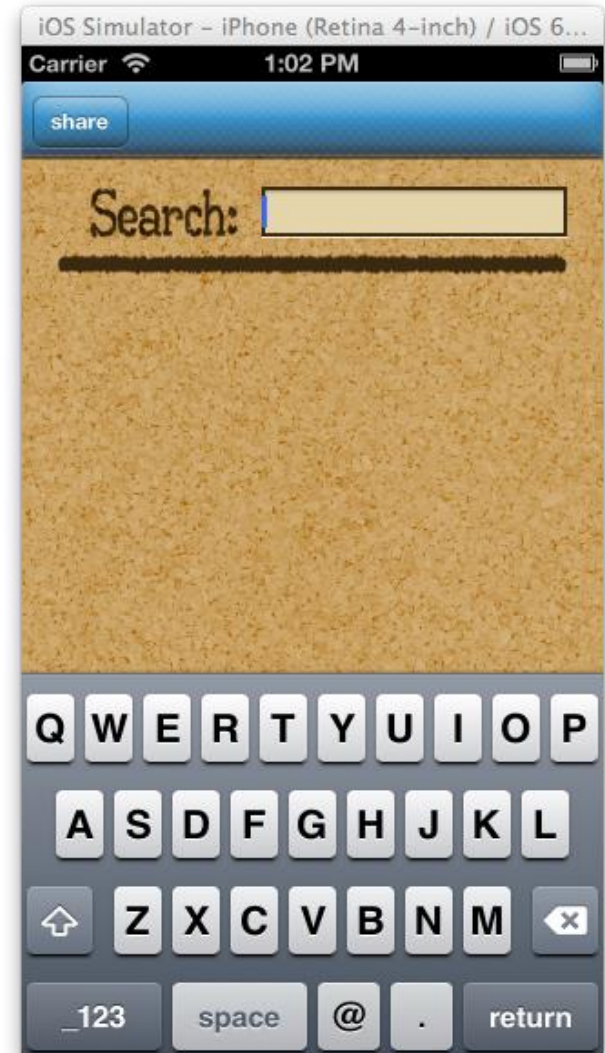 iOS Simulator – iPhone (Retina 4-inch) / iOS 6...
Carrier 1:02 PM
share
Search:
Q W E R T Y U I O P
A S D F G H J K L
Z X C V B N M
_123 space @ . return